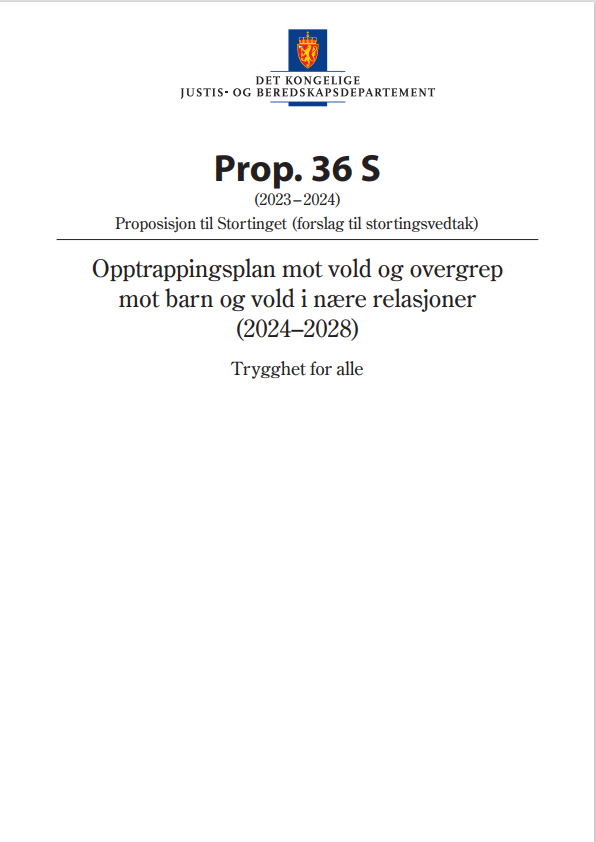 DET KONGELIGE
JUSTIS- OG BEREDSKAPSDEPARTEMENT
Prop. 36 S
(2023–2024)
Proposisjon til Stortinget (forslag til stortingsvedtak)
Opptrappingsplan mot vold og overgrep
mot barn og vold i nære relasjoner
(2024–2028)
Trygghet for alle